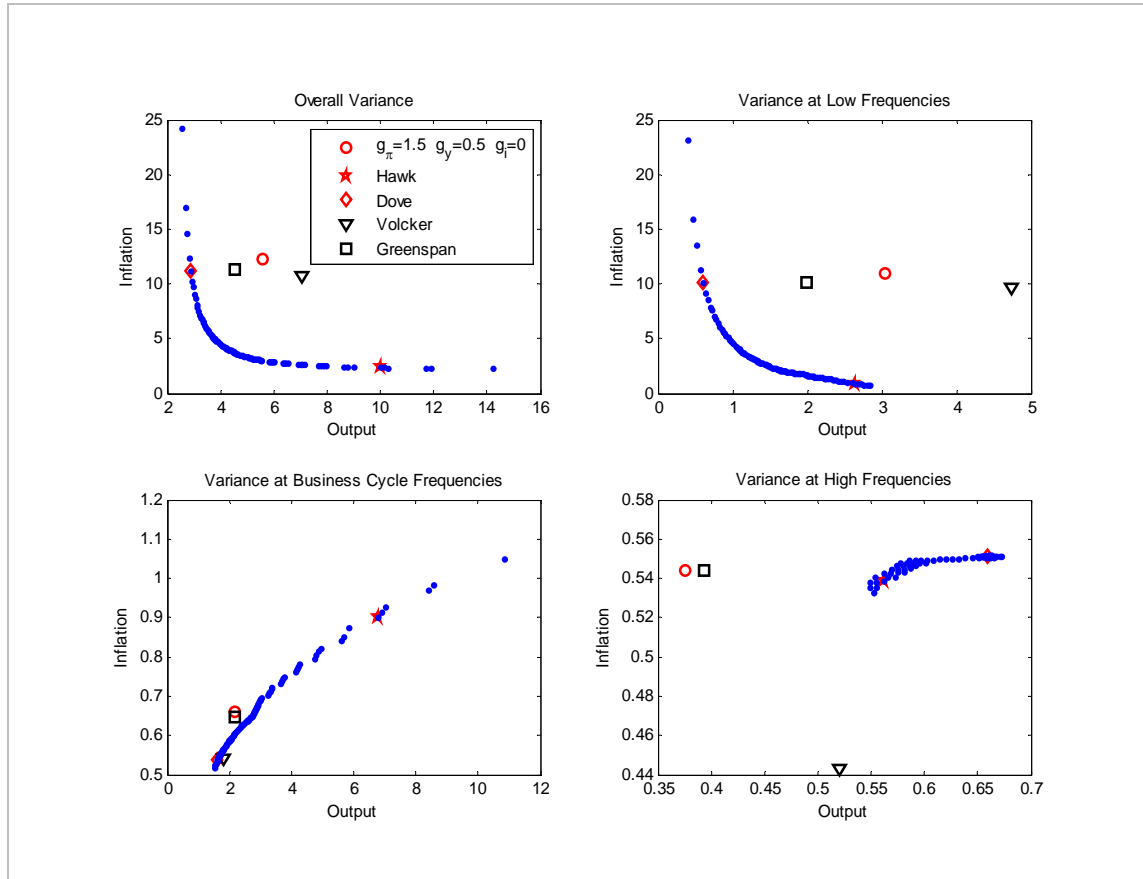 Overall Variance
25
20
15
10
5
0
Inflation
2 4 6 8 10 12 14 16
Output
g_π=1.5 g_y=0.5 g_i=0
Hawk
Dove
Volcker
Greenspan
Variance at Low Frequencies
25
20
15
10
5
0
Inflation
0 1 2 3 4 5
Output
Variance at Business Cycle Frequencies
1.2
1.1
1
0.9
0.8
0.7
0.6
0.5
Inflation
0 2 4 6 8 10 12
Output
Variance at High Frequencies
0.58
0.56
0.54
0.52
0.5
0.48
0.46
0.44
Inflation
0.35 0.4 0.45 0.5 0.55 0.6 0.65 0.7
Output